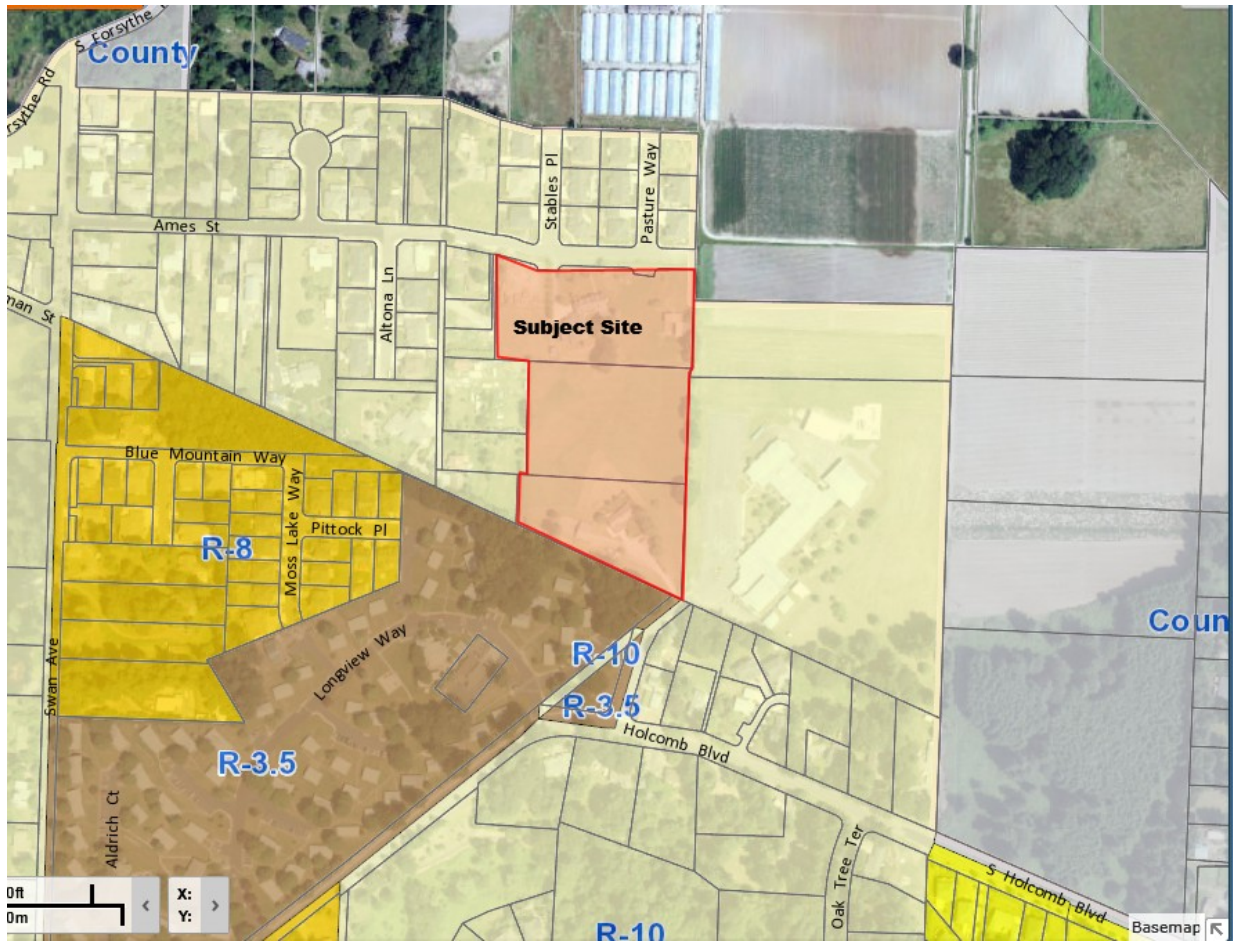 S Forsythe
County
Ames St
Stables Pl
Pasture Way
Altona Ln
Subject Site
Blue Mountain Way
Moss Lake Way
Pittock Pl
R-8
Coun
Swan Ave
Longview Way
R-10
R-3.5
Holcomb Blvd
R-3.5
Aldrich Ct
Oak Tree Ter
S Holcomb Blvd
0ft
0m
X:
Y:
R-10
Basemap